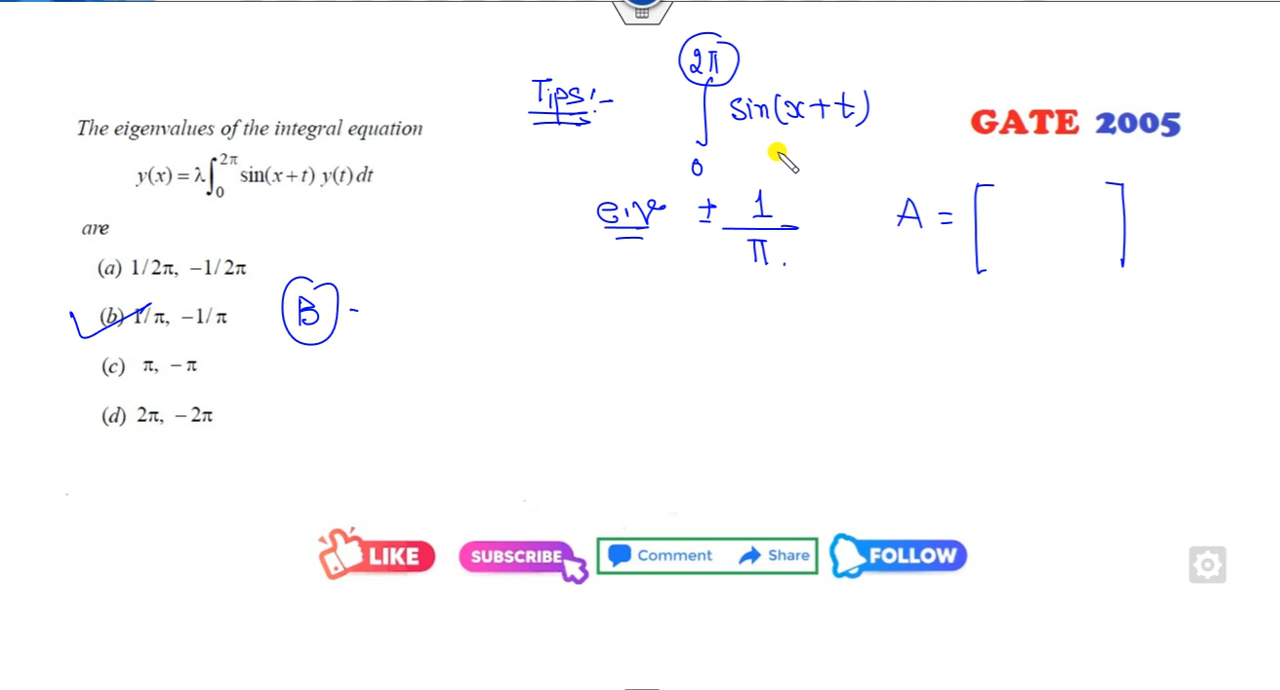 The eigenvalues of the integral equation
y(x) = λ∫₀^2π sin(x+t) y(t) dt
are
(a) 1/2π, −1/2π
(b) 1/π, −1/π
(c) π, −π
(d) 2π, −2π
B -
Tips:-
2π
∫ sin(x+t)
0
eiv ± 1/π.
GATE 2005
A = [ ]
LIKE
SUBSCRIBE
Comment
Share
FOLLOW